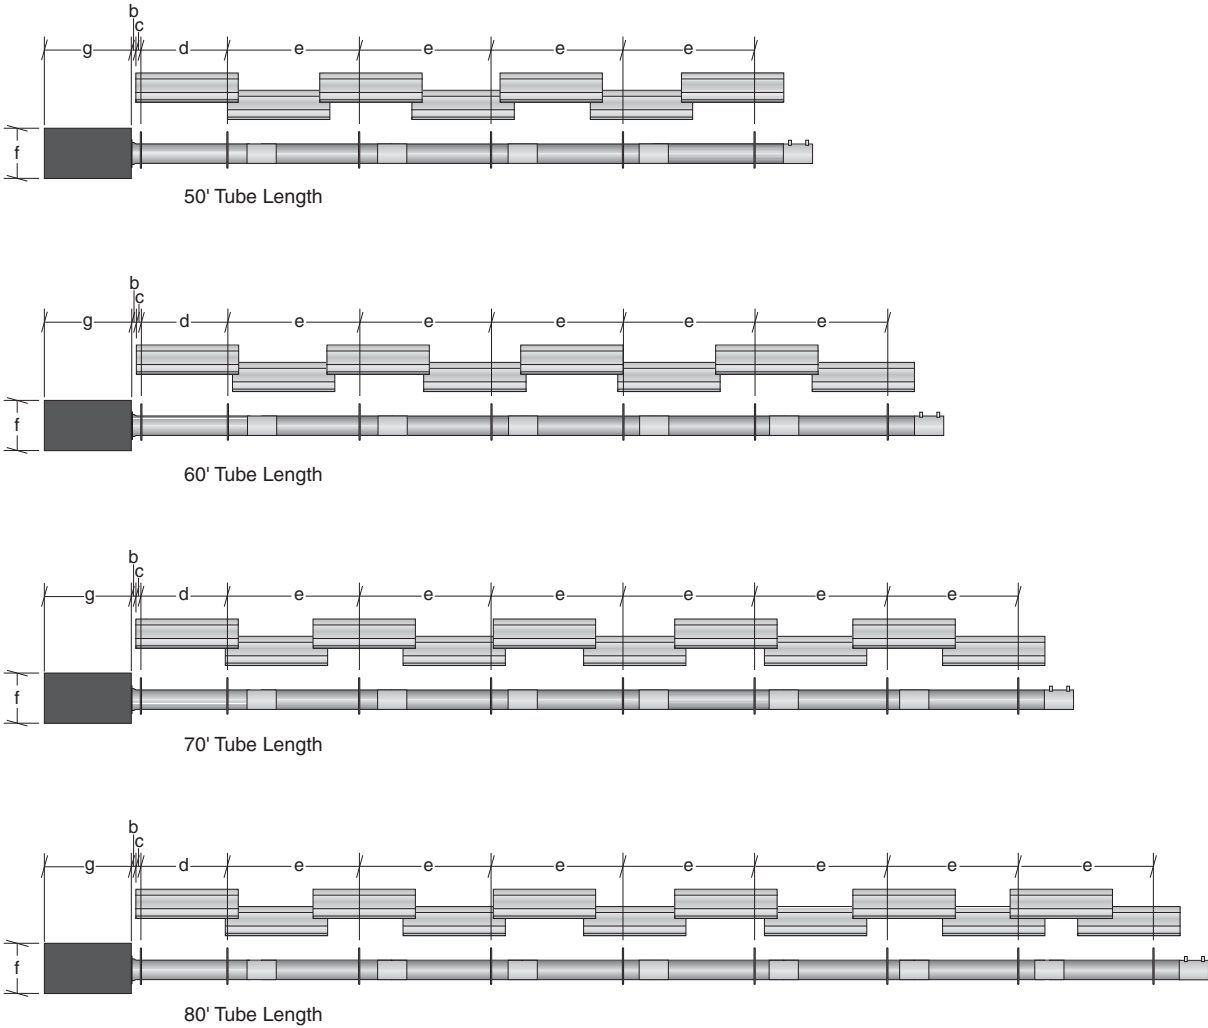 b
c
g d e e e e
f
50' Tube Length
b
c
g d e e e e e
f
60' Tube Length
b
c
g d e e e e e e
f
70' Tube Length
b
c
g d e e e e e e e
f
80' Tube Length